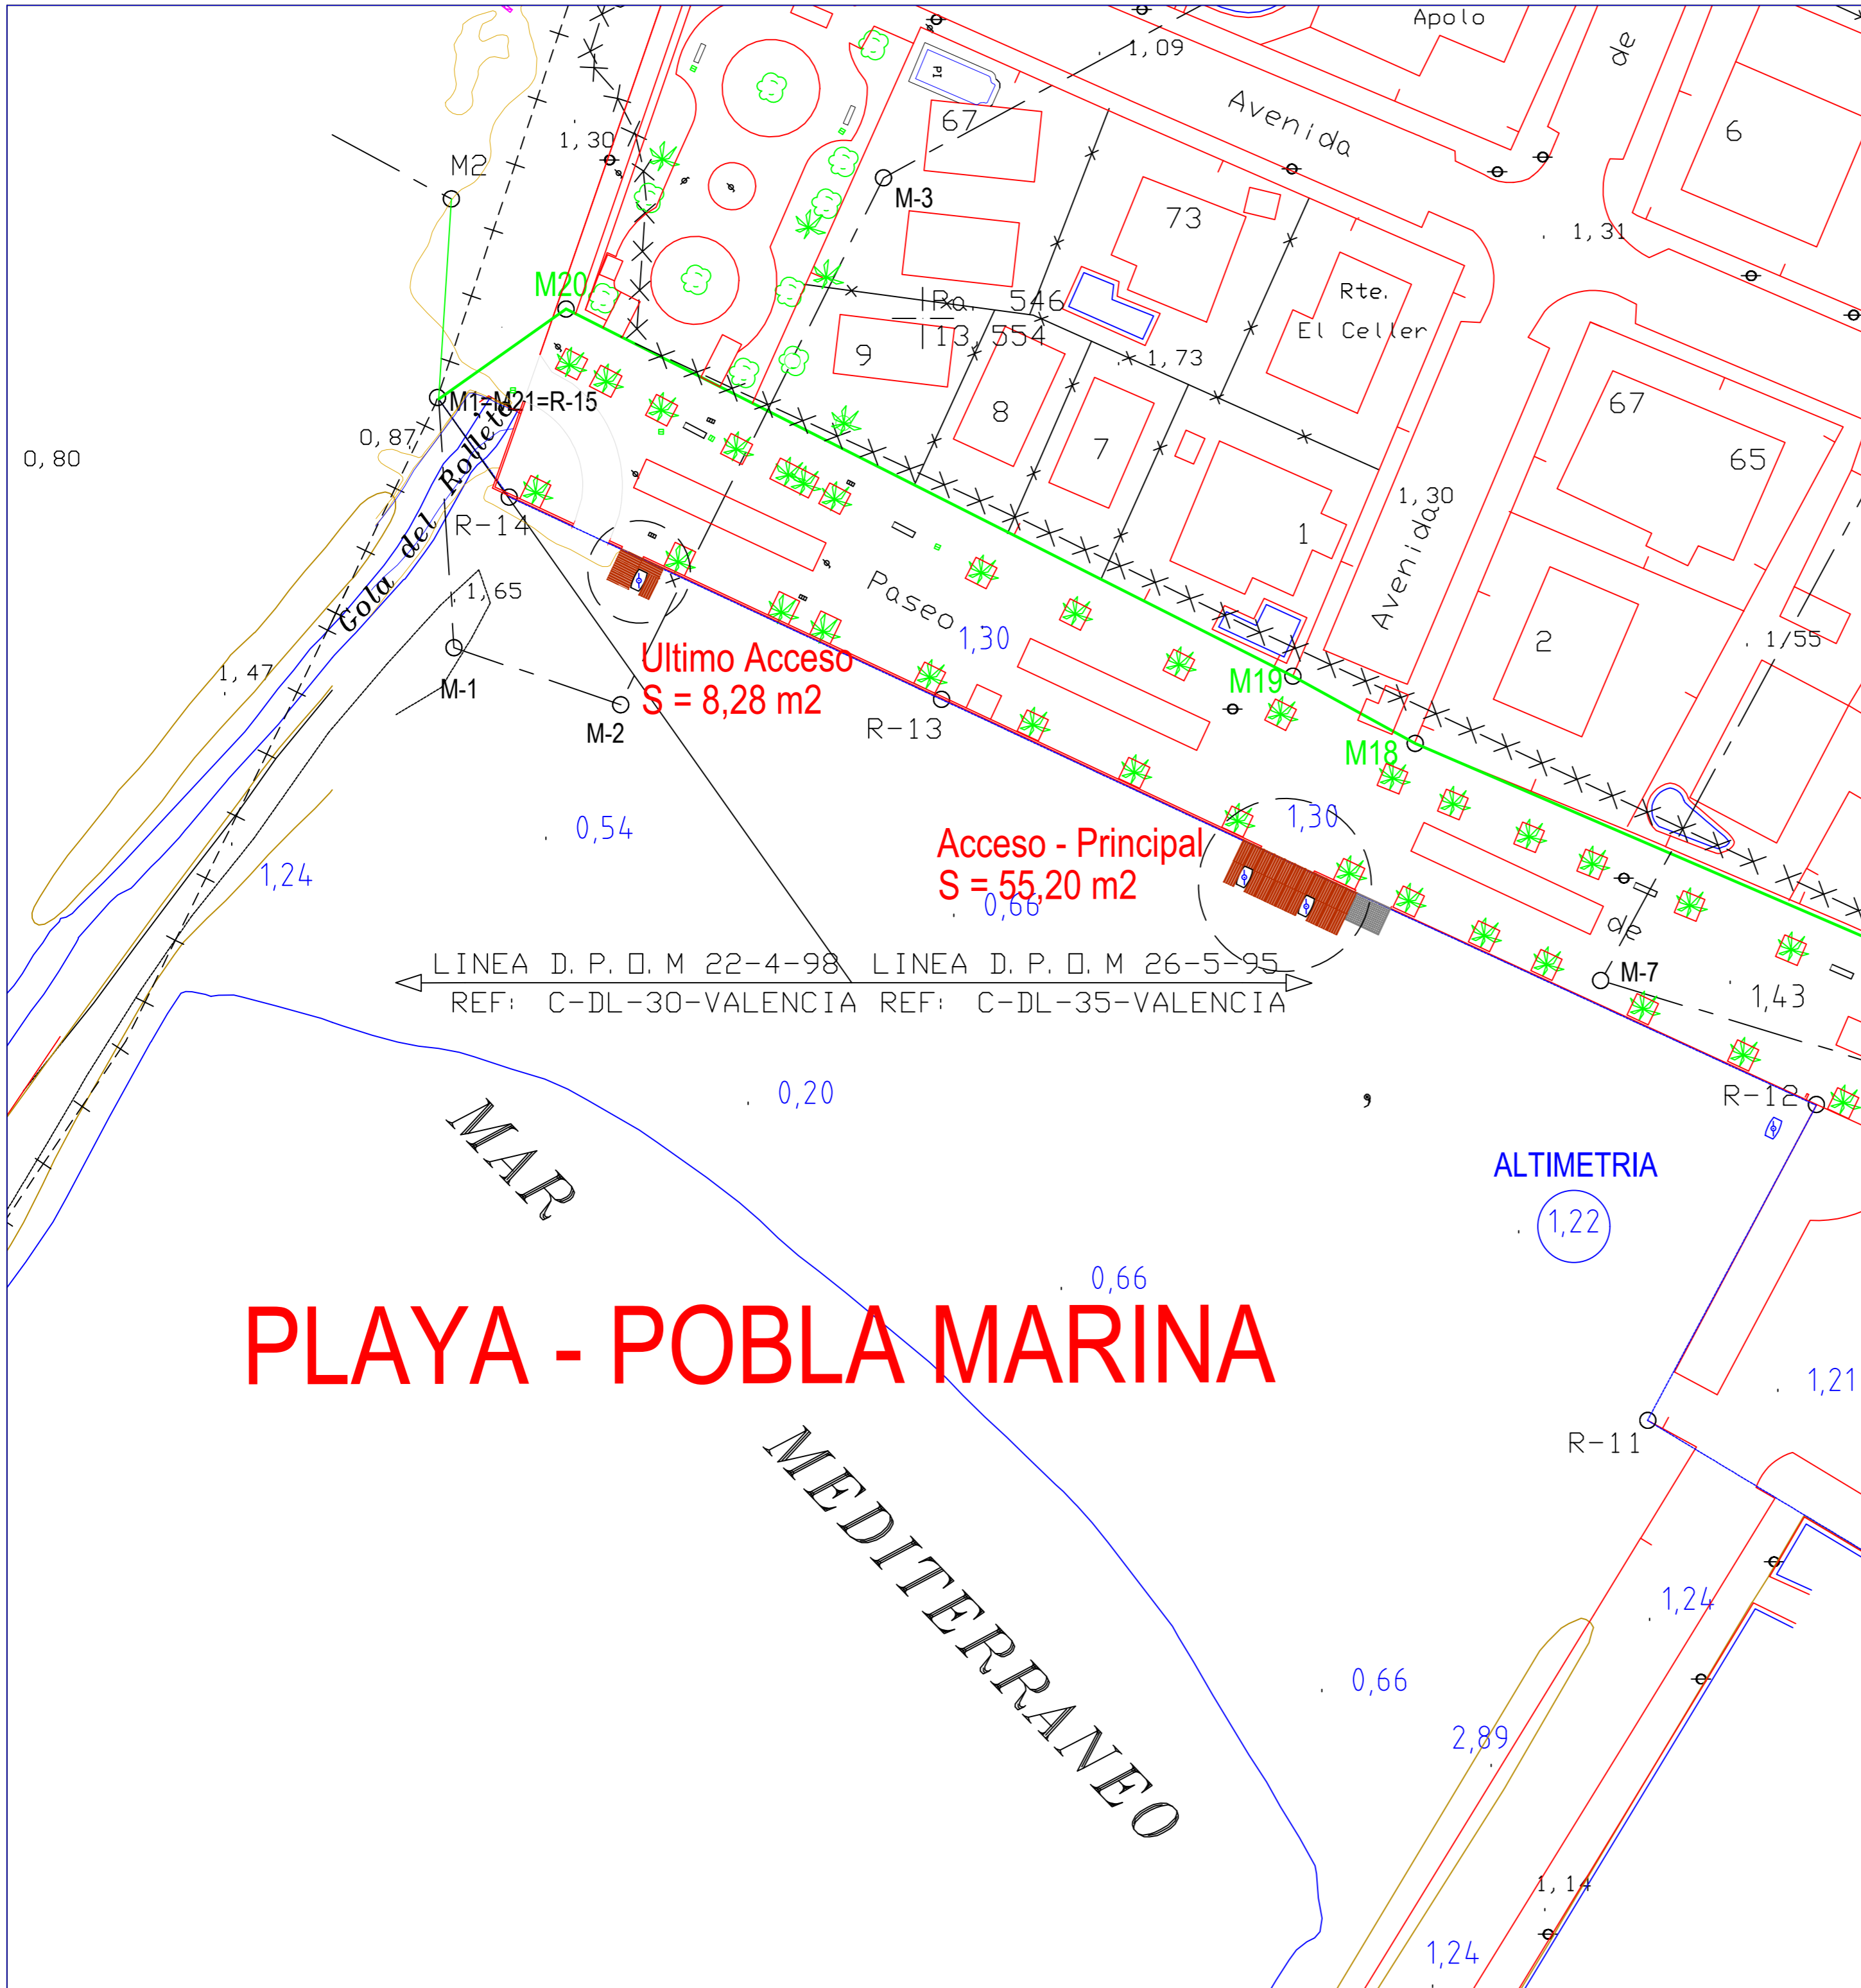 Apolo
de
1,09
Avenida
PI
67
6
1,30
M2
M-3
73
1,31
M20
Ra. 546
13/554
Rte.
El Celler
9
1,73
M1=M21=R-15
0,87
0,80
8
7
67
65
1,30
Gola del Rolleto
R-14
1
Avenida
1,65
Paseo
1,30
2
1/55
1,47
Ultimo Acceso
S = 8,28 m2
M-1
M-2
M19
R-13
M18
0,54
1,30
Acceso - Principal
S = 55,20 m2
1,24
0,66
de
LINEA D.P.O.M 22-4-98 LINEA D.P.O.M 26-5-95
REF: C-DL-30-VALENCIA REF: C-DL-35-VALENCIA
M-7
1,43
0,20
,
R-12
MAR
ALTIMETRIA
1,22
0,66
PLAYA - POBLA MARINA
1,21
R-11
MEDITERRANEO
1,24
0,66
2,89
1,14
1,24